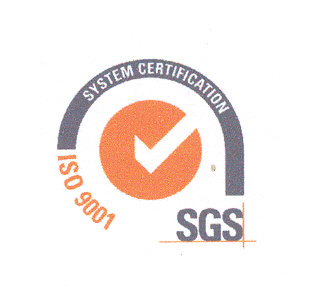 SYSTEM CERTIFICATION
ISO 9001
SGS